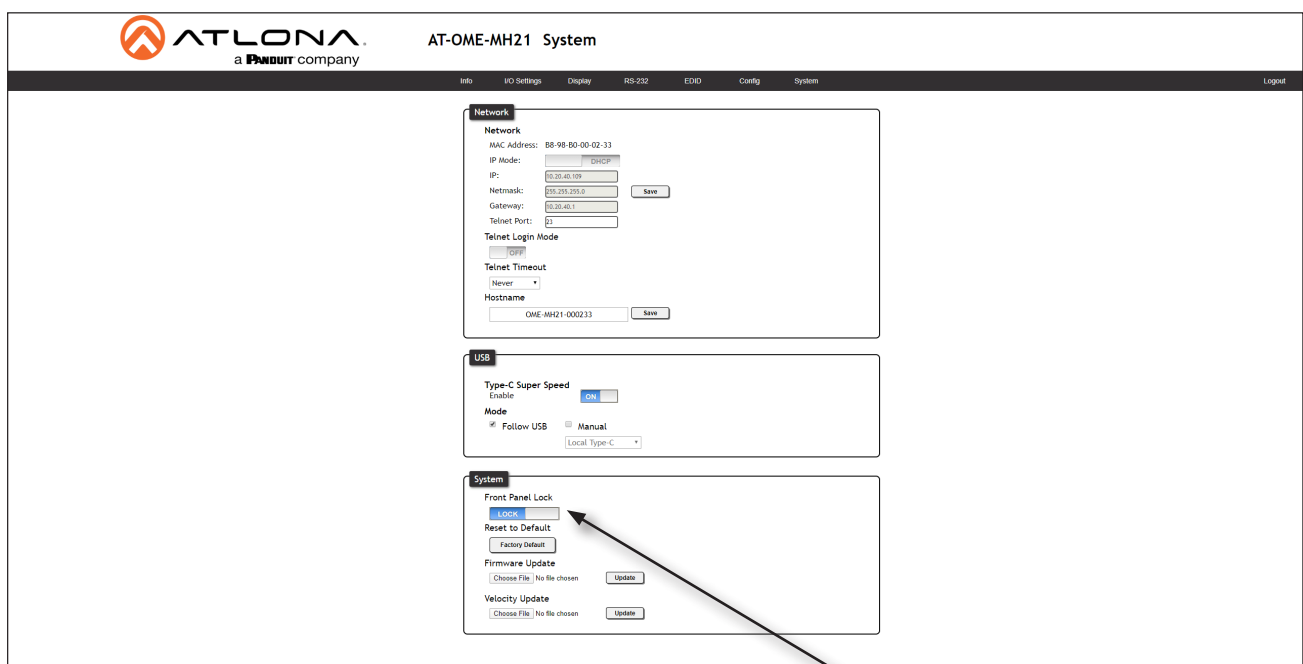 ATLONA.
a PANDUIT company
AT-OME-MH21 System
Info I/O Settings Display RS-232 EDID Config System Logout
Network
Network
MAC Address: B8-98-B0-00-02-33
IP Mode: DHCP
IP: 10.20.40.109
Netmask: 255.255.255.0 Save
Gateway: 10.20.40.1
Telnet Port: 23
Telnet Login Mode
OFF
Telnet Timeout
Never
Hostname
OME-MH21-000233 Save
USB
Type-C Super Speed
Enable ON
Mode
Follow USB Manual
Local Type-C
System
Front Panel Lock
LOCK
Reset to Default
Factory Default
Firmware Update
Choose File No file chosen Update
Velocity Update
Choose File No file chosen Update